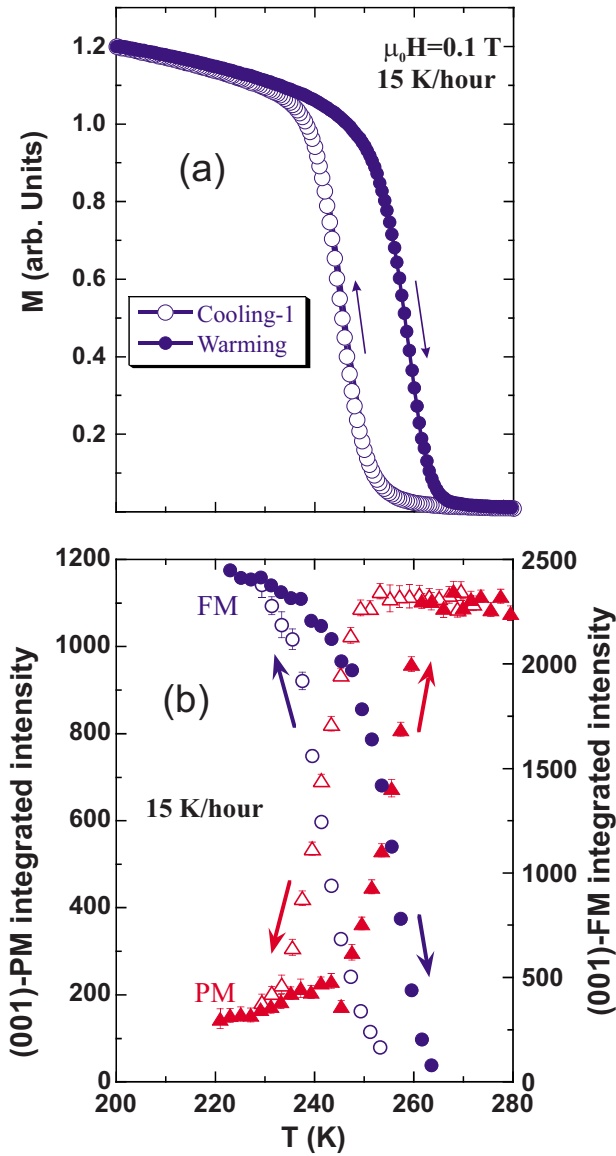 1.2
1.0
0.8
0.6
0.4
0.2
M (arb. Units)
μ₀H=0.1 T
15 K/hour
(a)
Cooling-1
Warming
1200
1000
800
600
400
200
0
(001)-PM integrated intensity
2500
2000
1500
1000
500
0
(001)-FM integrated intensity
FM
(b)
15 K/hour
PM
200 220 240 260 280
T (K)